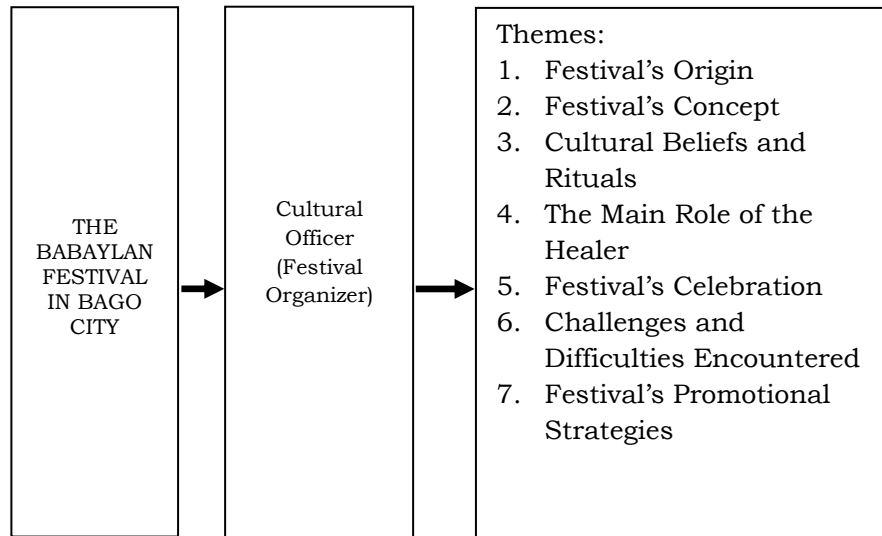 THE
BABAYLAN
FESTIVAL
IN BAGO
CITY
Cultural
Officer
(Festival
Organizer)
Themes:
1. Festival’s Origin
2. Festival’s Concept
3. Cultural Beliefs and
Rituals
4. The Main Role of the
Healer
5. Festival’s Celebration
6. Challenges and
Difficulties Encountered
7. Festival’s Promotional
Strategies